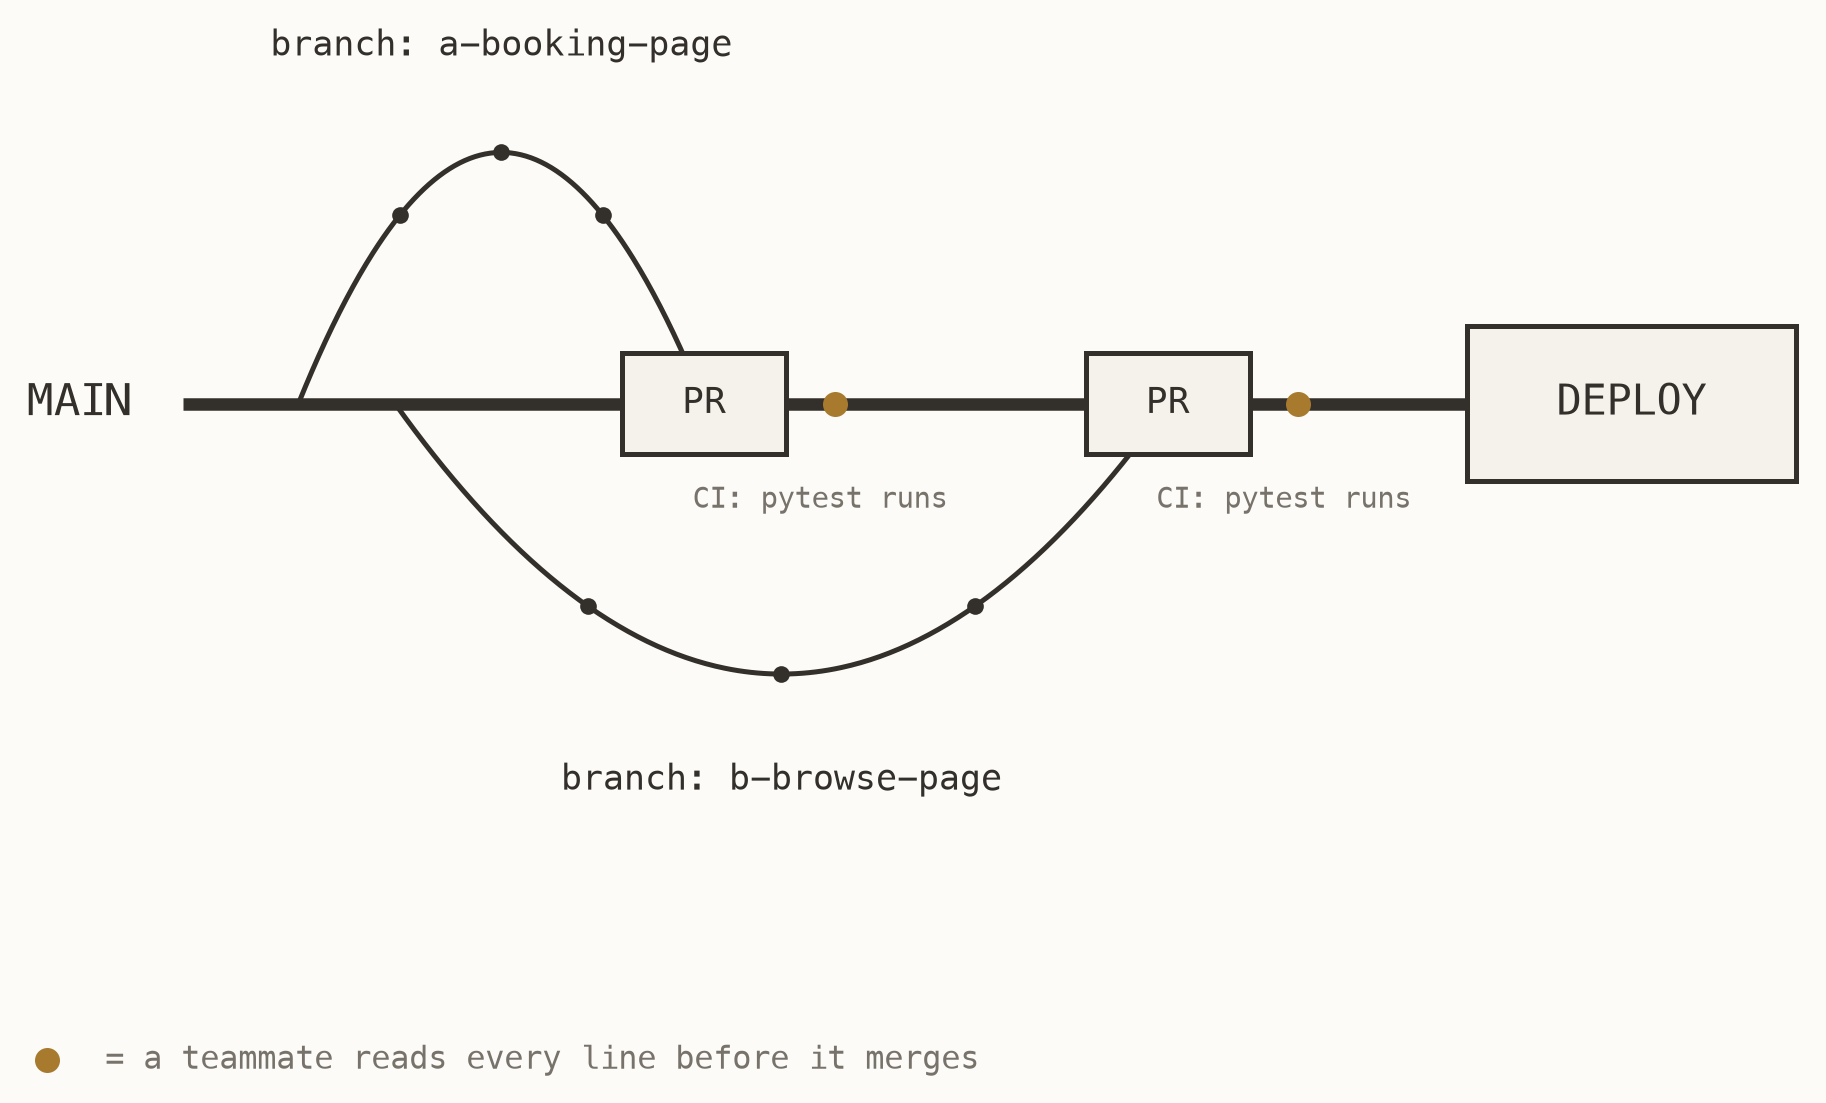 branch: a-booking-page
MAIN
PR
PR
DEPLOY
CI: pytest runs
CI: pytest runs
branch: b-browse-page
= a teammate reads every line before it merges